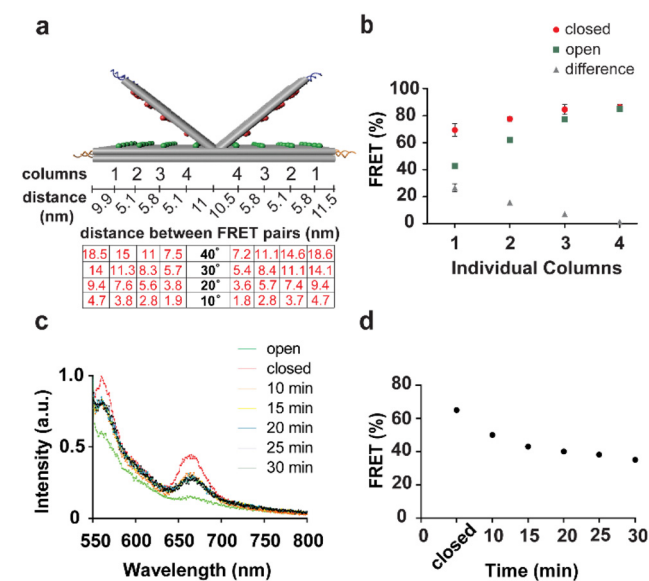 a
columns 1 2 3 4 4 3 2 1
distance (nm) 9.9 5.1 5.8 5.1 11 10.5 5.8 5.1 5.8 11.5
distance between FRET pairs (nm)
18.5 15 11 7.5 40° 7.2 11.1 14.6 18.6
14 11.3 8.3 5.7 30° 5.4 8.4 11.1 14.1
9.4 7.6 5.6 3.8 20° 3.6 5.7 7.4 9.4
4.7 3.8 2.8 1.9 10° 1.8 2.8 3.7 4.7
b
closed
open
difference
FRET (%)
100
80
60
40
20
0
1 2 3 4
Individual Columns
c
open
closed
10 min
15 min
20 min
25 min
30 min
Intensity (a.u.)
1.0
0.5
0
550 600 650 700 750 800
Wavelength (nm)
d
FRET (%)
80
60
40
20
0
0 closed 10 15 20 25 30
Time (min)